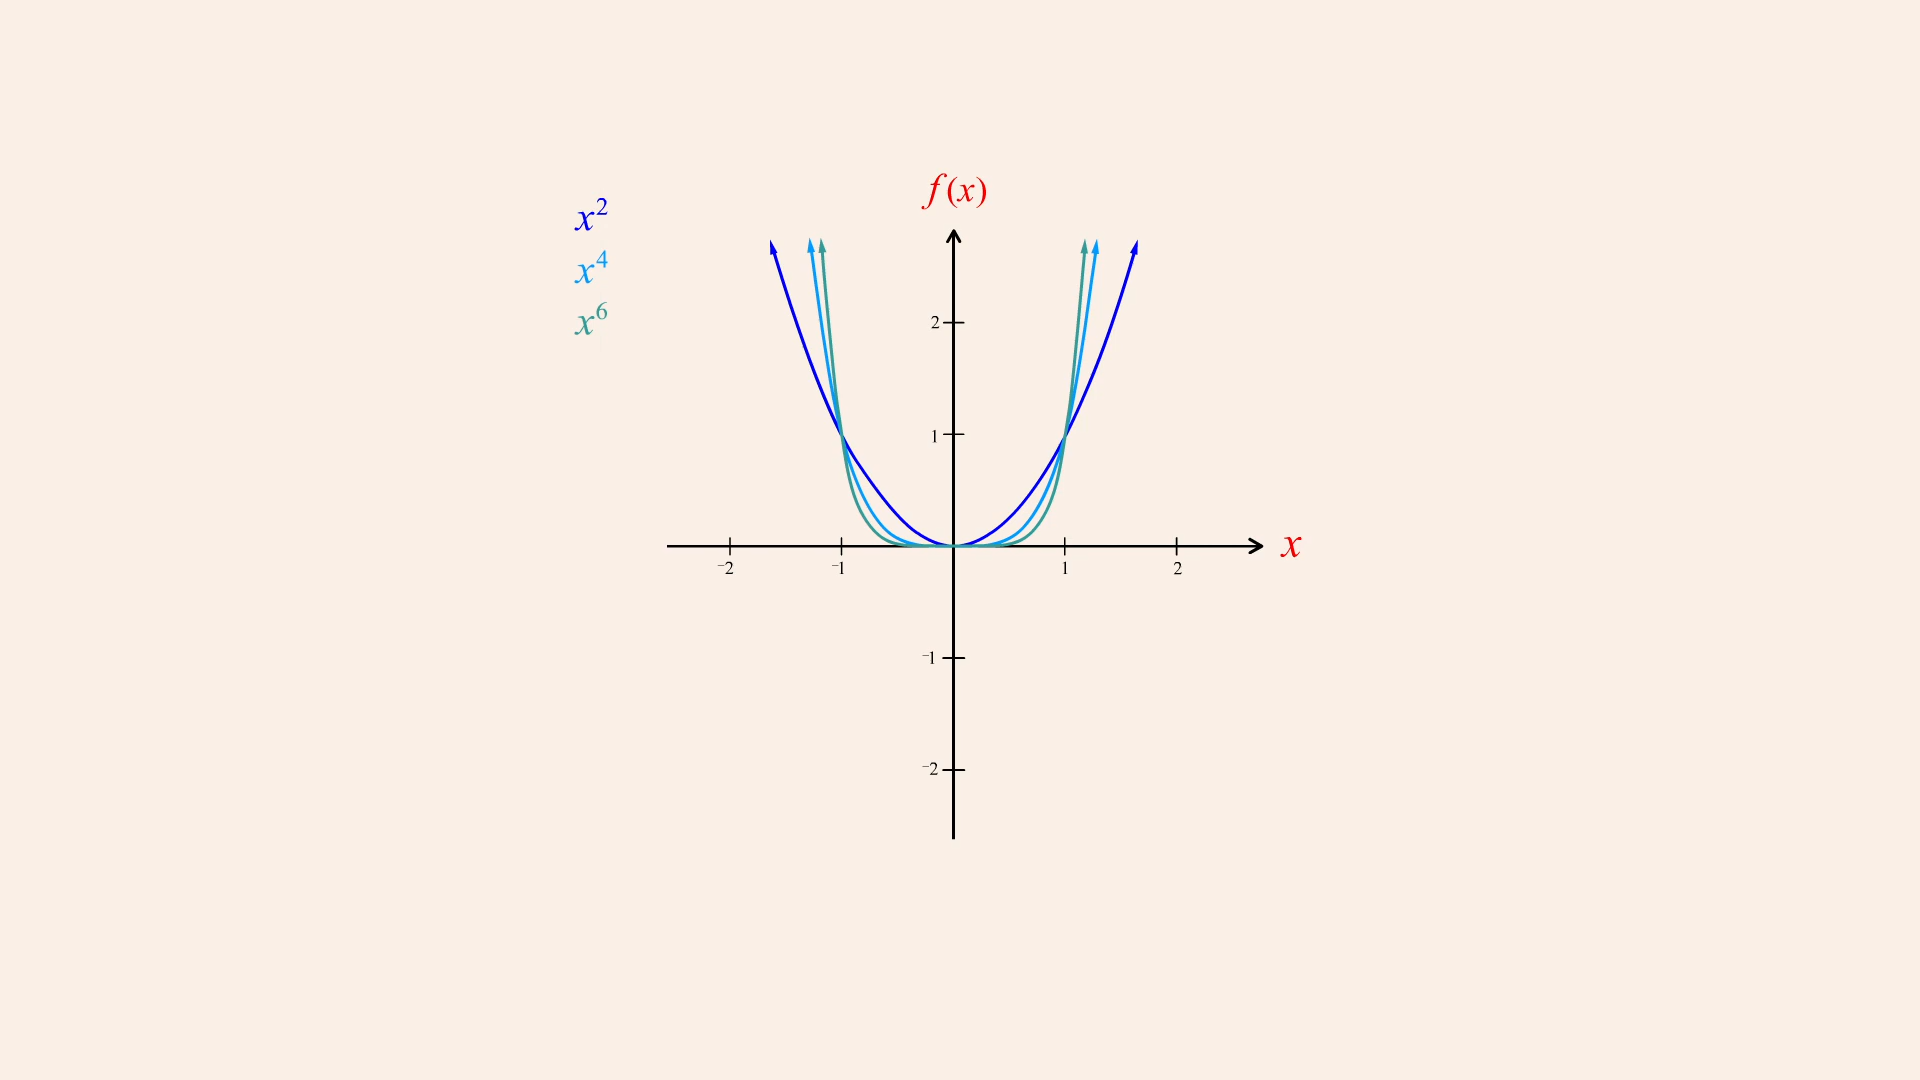 f(x)
x²
x⁴
x⁶
2
1
⁻2 ⁻1 1 2 x
⁻1
⁻2